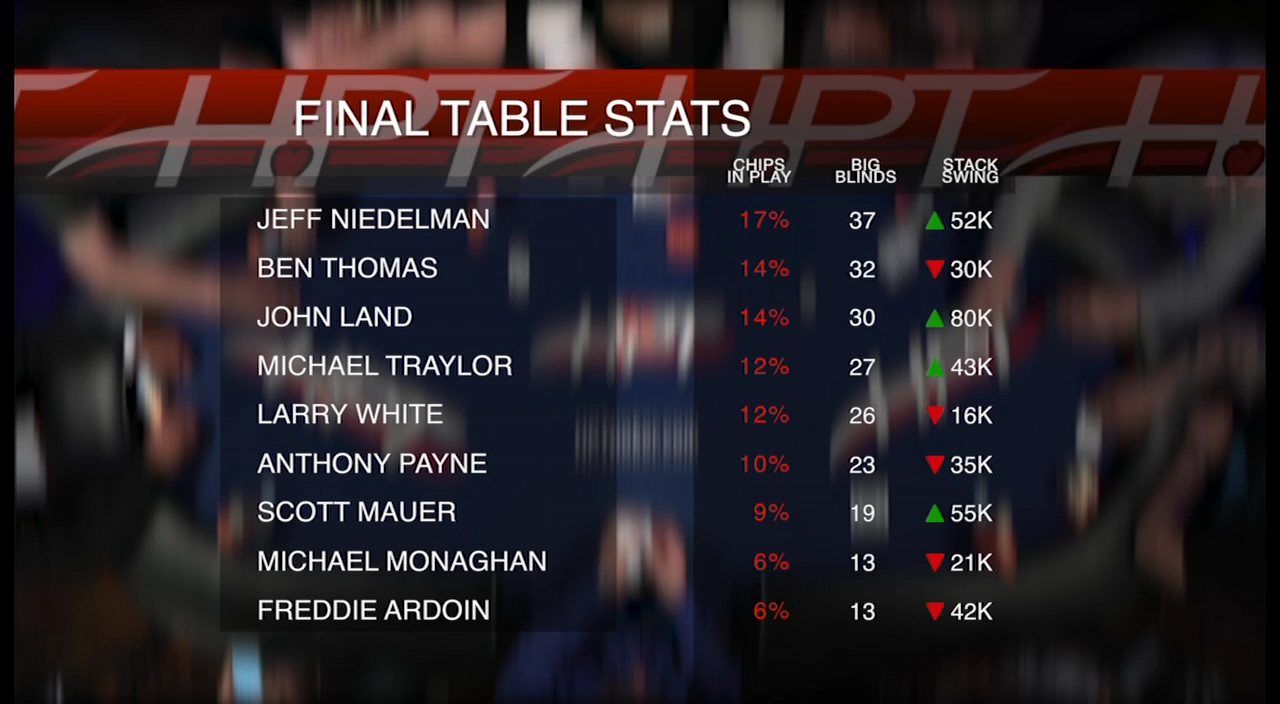 HPT HPT H
FINAL TABLE STATS
CHIPS IN PLAY BIG BLINDS STACK SWING
JEFF NIEDELMAN 17% 37 ▲ 52K
BEN THOMAS 14% 32 ▼ 30K
JOHN LAND 14% 30 ▲ 80K
MICHAEL TRAYLOR 12% 27 ▲ 43K
LARRY WHITE 12% 26 ▼ 16K
ANTHONY PAYNE 10% 23 ▼ 35K
SCOTT MAUER 9% 19 ▲ 55K
MICHAEL MONAGHAN 6% 13 ▼ 21K
FREDDIE ARDOIN 6% 13 ▼ 42K